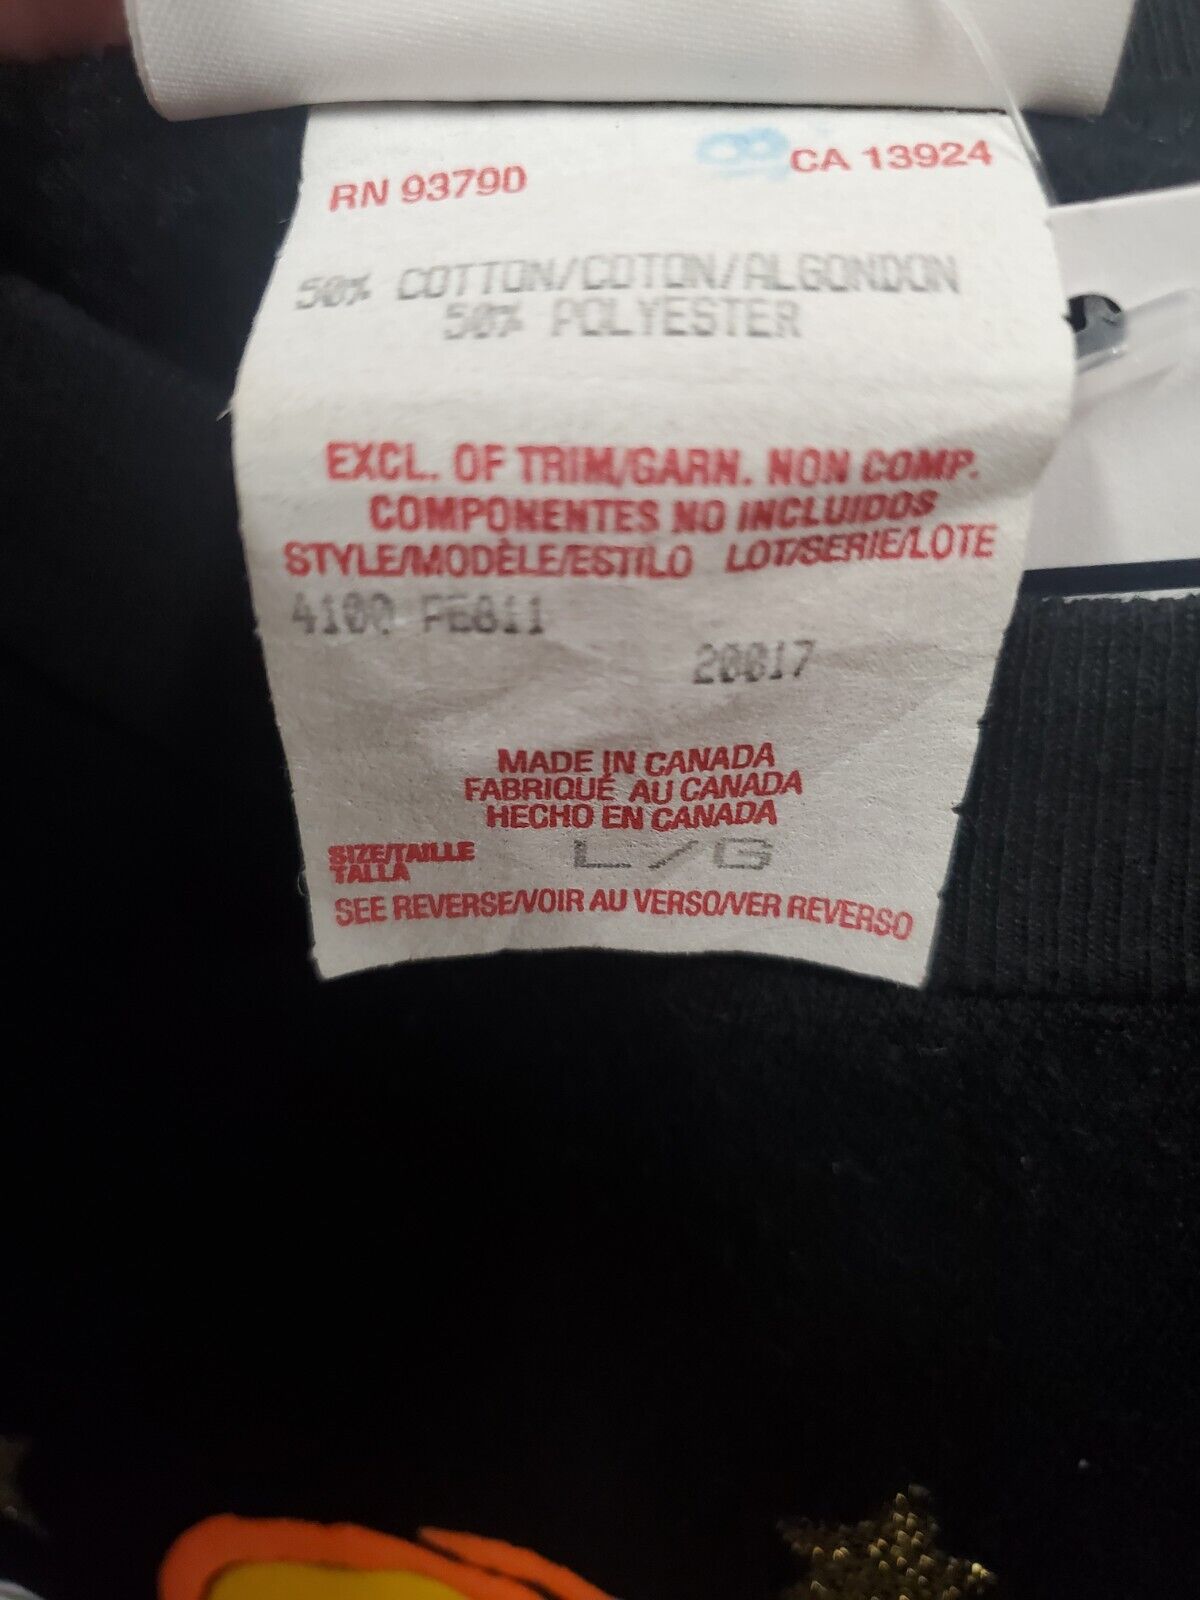 RN 93790
CA 13924
50% COTTON/COTON/ALGONDON
50% POLYESTER
EXCL. OF TRIM/GARN. NON COMP.
COMPONENTES NO INCLUIDOS
STYLE/MODÈLE/ESTILO LOT/SERIE/LOTE
4100 PE811
20017
MADE IN CANADA
FABRIQUÉ AU CANADA
HECHO EN CANADA
SIZE/TAILLE
TALLA
L/G
SEE REVERSE/VOIR AU VERSO/VER REVERSO